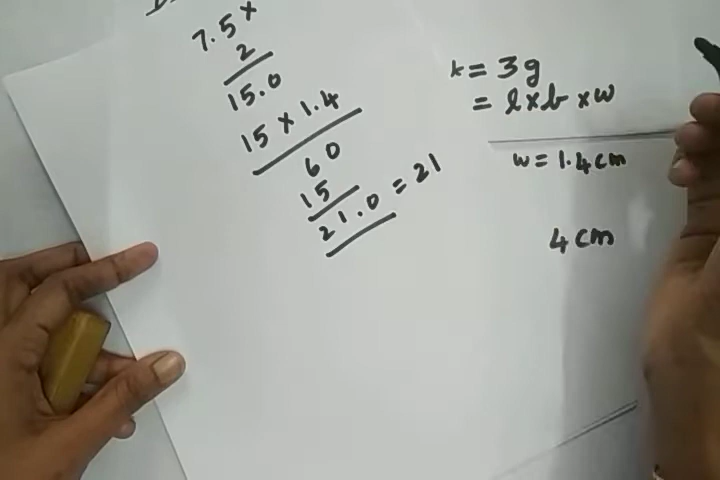 7.5 ×
2
15.0
15 × 1.4
60
15
21.0 = 21
= 3g
= l × b × w
w = 1.4 cm
4 cm